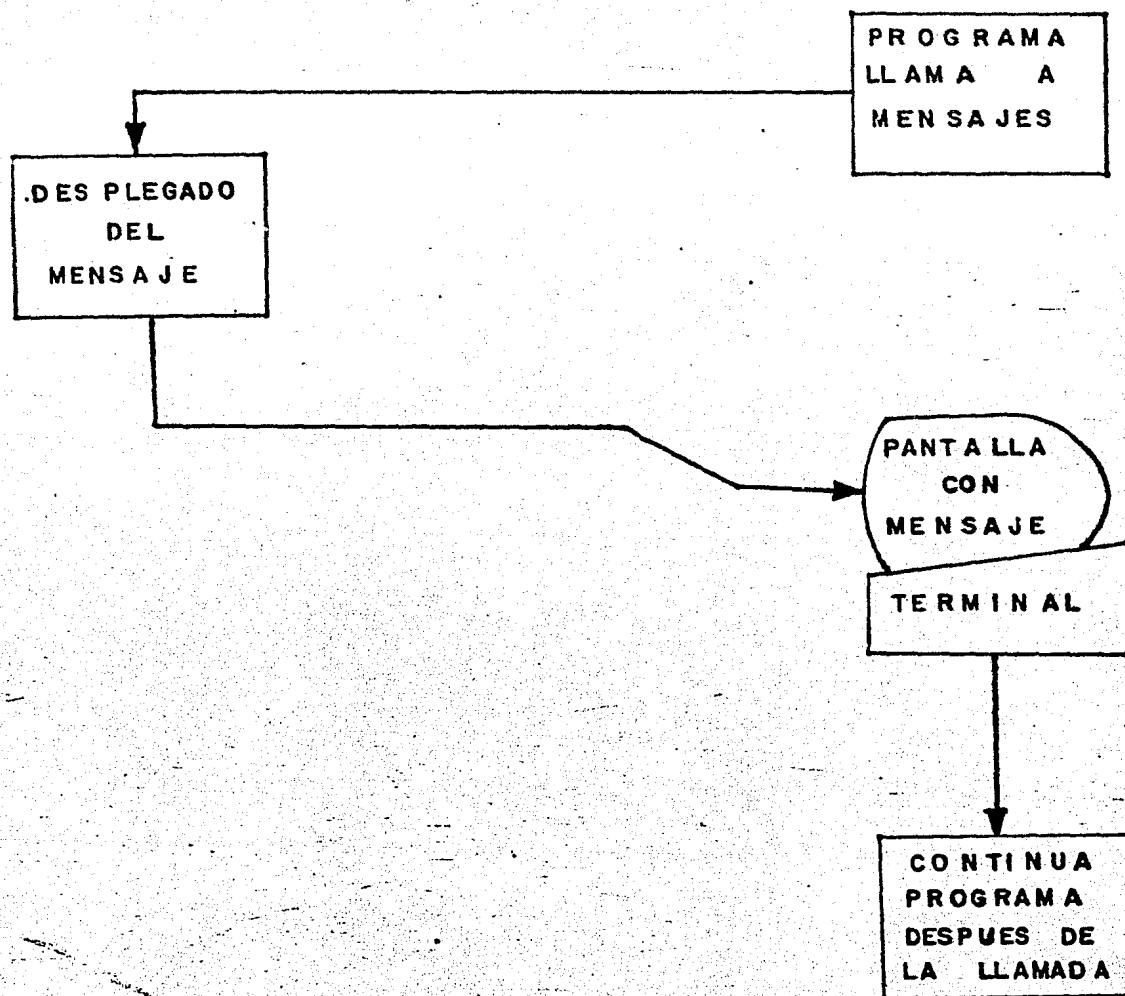 PROGRAMA
LLAMA A
MENSAJES
DESPLEGADO
DEL
MENSAJE
PANTALLA
CON
MENSAJE
TERMINAL
CONTINUA
PROGRAMA
DESPUES DE
LA LLAMADA